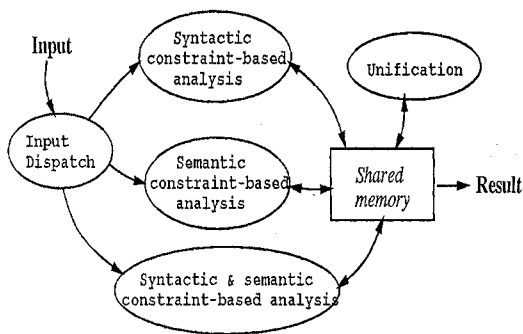 Input
Syntactic
constraint-based
analysis
Unification
Input
Dispatch
Semantic
constraint-based
analysis
Shared
memory
Result
Syntactic & semantic
constraint-based analysis